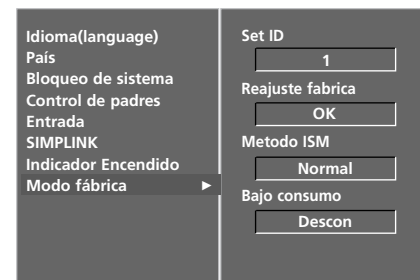 Idioma(language)
País
Bloqueo de sistema
Control de padres
Entrada
SIMPLINK
Indicador Encendido
Modo fábrica ►
Set ID
1
Reajuste fabrica
OK
Metodo ISM
Normal
Bajo consumo
Descon